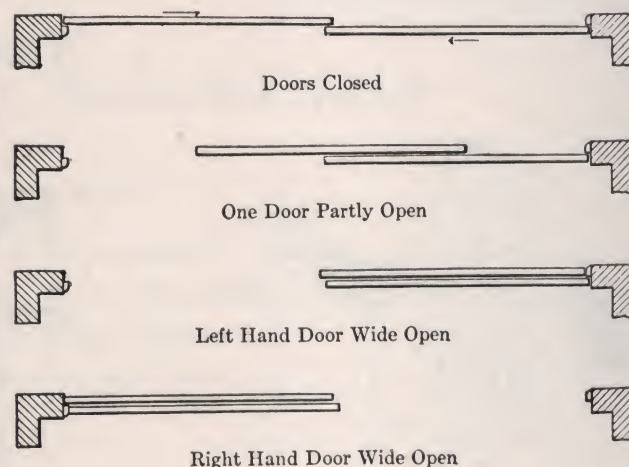 Doors Closed
One Door Partly Open
Left Hand Door Wide Open
Right Hand Door Wide Open